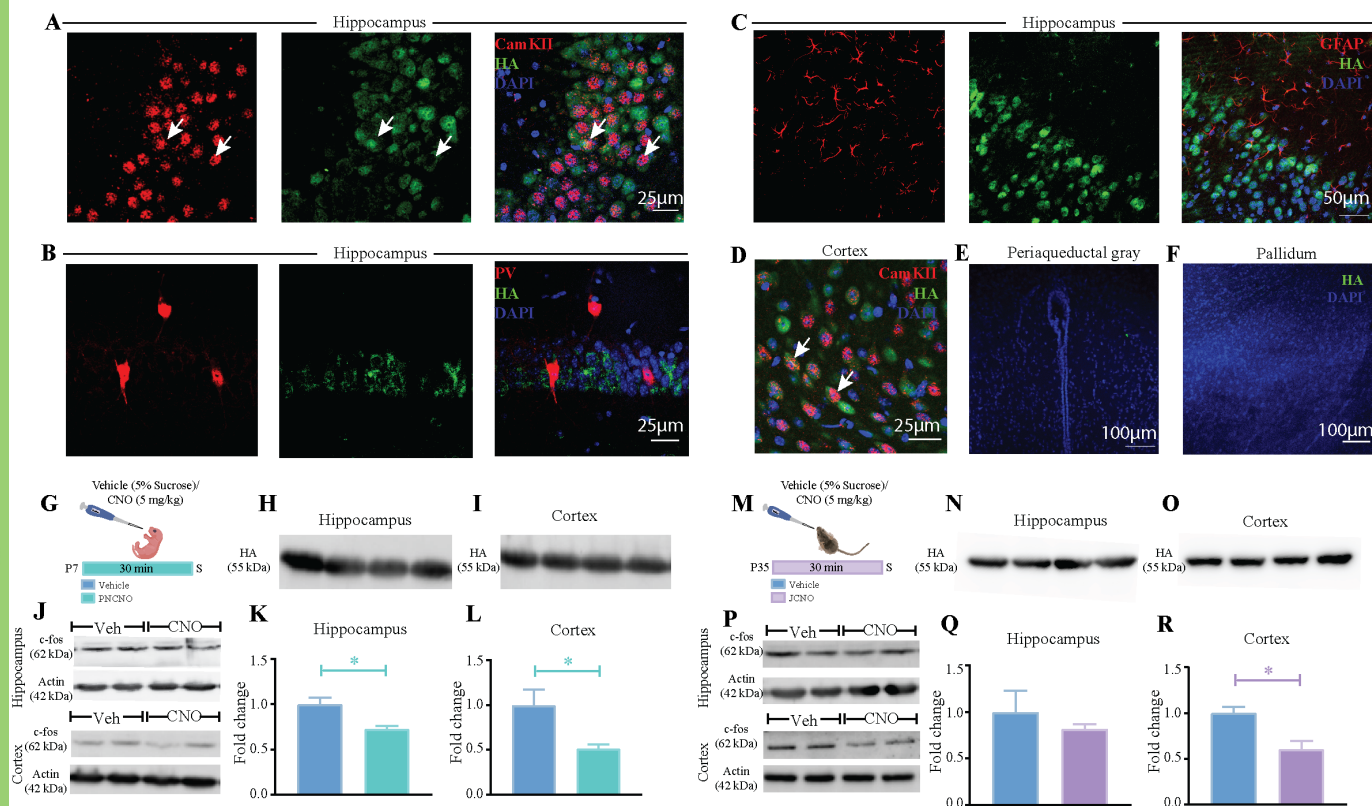 A
Hippocampus
CamKII
HA
DAPI
25µm
B
Hippocampus
PV
HA
DAPI
25µm
C
Hippocampus
GFAP
HA
DAPI
50µm
D
Cortex
CamKII
HA
DAPI
25µm
E
Periaqueductal gray
100µm
F
Pallidum
HA
DAPI
100µm
G
Vehicle (5% Sucrose)/
CNO (5 mg/kg)
P7
30 min
S
Vehicle
PNCNO
H
Hippocampus
HA
(55 kDa)
I
Cortex
HA
(55 kDa)
J
Hippocampus
Veh
CNO
c-fos
(62 kDa)
Actin
(42 kDa)
Cortex
Veh
CNO
c-fos
(62 kDa)
Actin
(42 kDa)
K
Hippocampus
Fold change
1.5
1.0
0.5
0.0
*
L
Cortex
Fold change
1.5
1.0
0.5
0.0
*
M
Vehicle (5% Sucrose)/
CNO (5 mg/kg)
P35
30 min
S
Vehicle
JCNO
N
Hippocampus
HA
(55 kDa)
O
Cortex
HA
(55 kDa)
P
Hippocampus
Veh
CNO
c-fos
(62 kDa)
Actin
(42 kDa)
Cortex
Veh
CNO
c-fos
(62 kDa)
Actin
(42 kDa)
Q
Hippocampus
Fold change
1.5
1.0
0.5
0.0
R
Cortex
Fold change
1.5
1.0
0.5
0.0
*